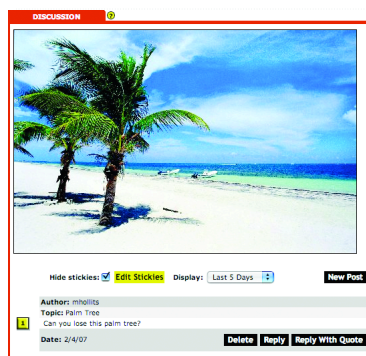 DISCUSSION ?
Hide stickies: Edit Stickies Display: Last 5 Days New Post
Author: mhollits
Topic: Palm Tree
1 Can you lose this palm tree?
Date: 2/4/07 Delete Reply Reply With Quote